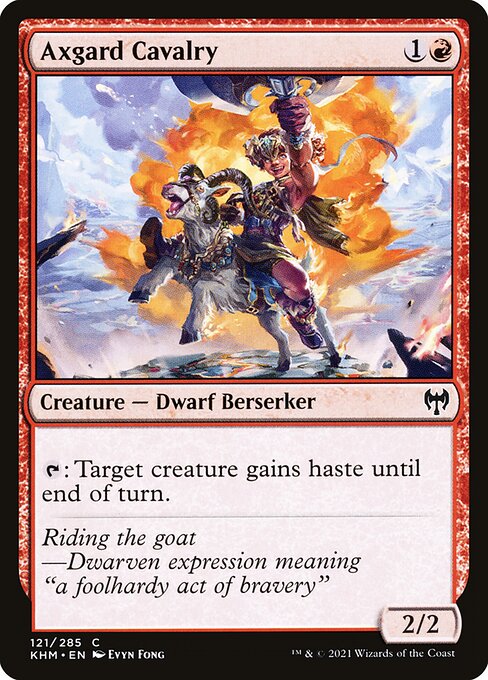 Axgard Cavalry 1
Creature — Dwarf Berserker
: Target creature gains haste until
end of turn.
Riding the goat
—Dwarven expression meaning
“a foolhardy act of bravery”
2/2
121/285 C
KHM • EN Evyn Fong
™ & © 2021 Wizards of the Coast